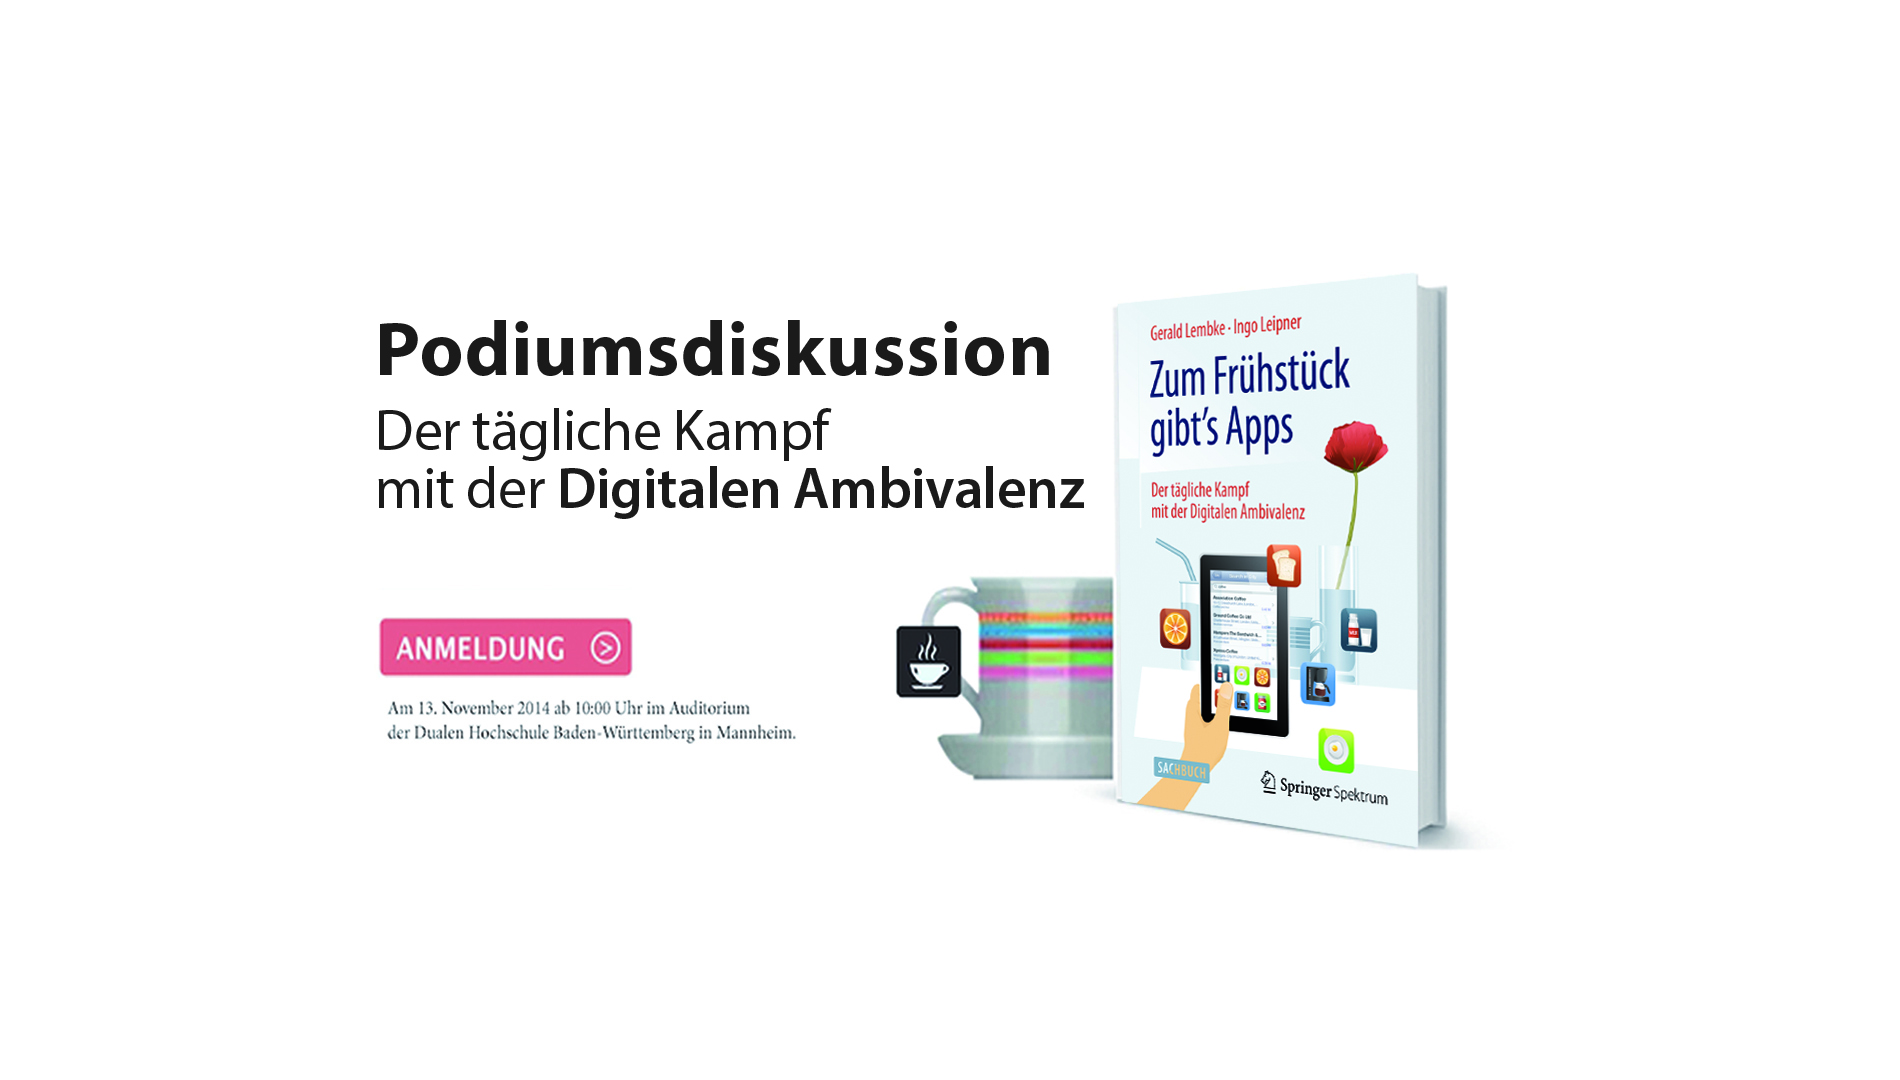 Podiumsdiskussion
Der tägliche Kampf
mit der Digitalen Ambivalenz
ANMELDUNG
Am 13. November 2014 ab 10:00 Uhr im Auditorium
der Dualen Hochschule Baden-Württemberg in Mannheim.
Gerald Lembke · Ingo Leipner
Zum Frühstück
gibt's Apps
Der tägliche Kampf
mit der Digitalen Ambivalenz
SACHBUCH
Springer Spektrum